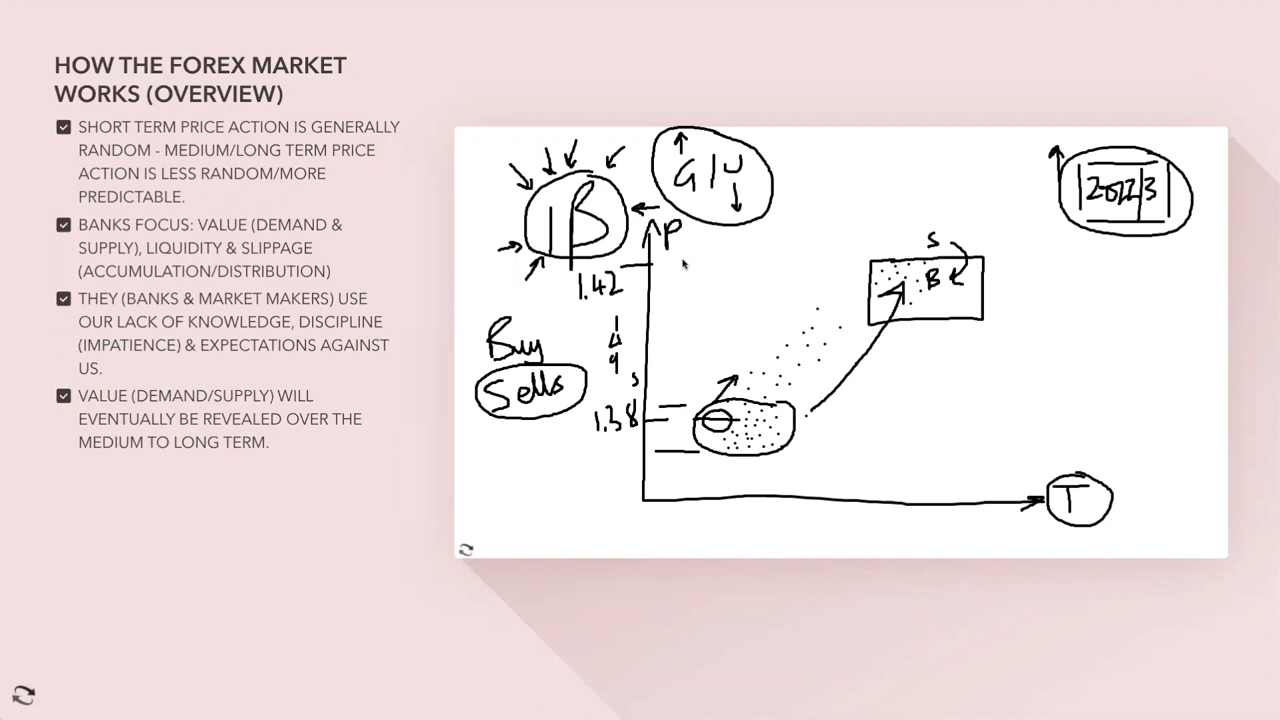 HOW THE FOREX MARKET
WORKS (OVERVIEW)
SHORT TERM PRICE ACTION IS GENERALLY
RANDOM - MEDIUM/LONG TERM PRICE
ACTION IS LESS RANDOM/MORE
PREDICTABLE.
BANKS FOCUS: VALUE (DEMAND &
SUPPLY), LIQUIDITY & SLIPPAGE
(ACCUMULATION/DISTRIBUTION)
THEY (BANKS & MARKET MAKERS) USE
OUR LACK OF KNOWLEDGE, DISCIPLINE
(IMPATIENCE) & EXPECTATIONS AGAINST
US.
VALUE (DEMAND/SUPPLY) WILL
EVENTUALLY BE REVEALED OVER THE
MEDIUM TO LONG TERM.
G/U
IB
P
1.42
Buy
Sells
S
1.38
S
B
T